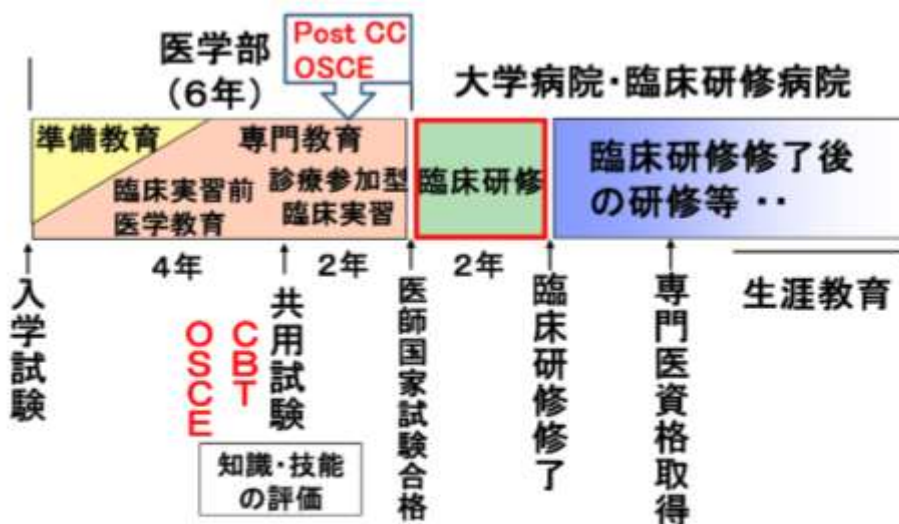 医学部
(6年)
Post CC
OSCE
大学病院・臨床研修病院
準備教育
専門教育
臨床実習前
医学教育
診療参加型
臨床実習
臨床研修
臨床研修修了後
の研修等 ・・
4年
2年
2年
生涯教育
入学試験
OSCE
CBT
共用試験
医師国家試験合格
臨床研修修了
専門医資格取得
知識・技能
の評価